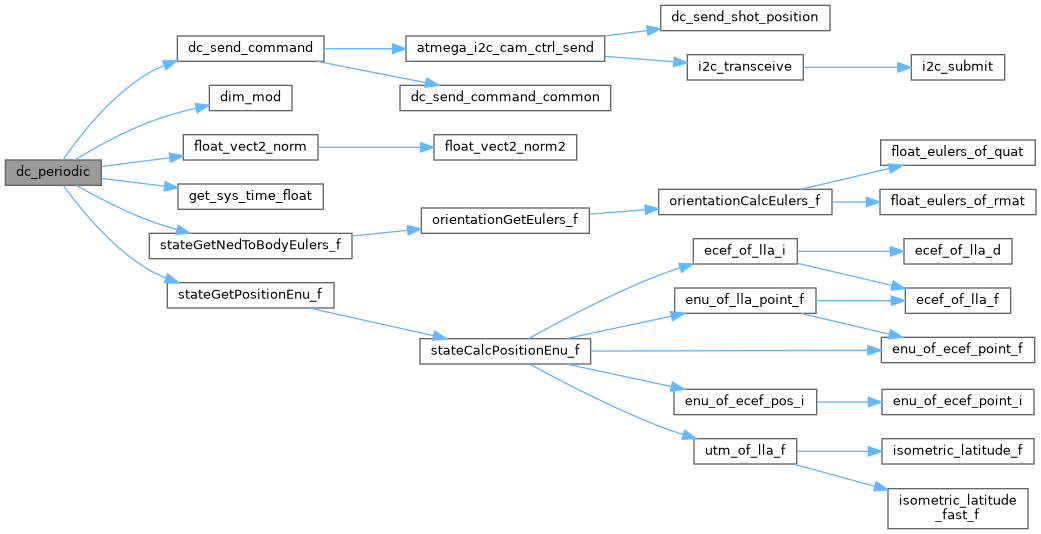 dc_send_shot_position
dc_send_command
atmega_i2c_cam_ctrl_send
i2c_transceive
i2c_submit
dim_mod
dc_send_command_common
float_vect2_norm
float_vect2_norm2
float_eulers_of_quat
dc_periodic
get_sys_time_float
orientationCalcEulers_f
float_eulers_of_rmat
orientationGetEulers_f
stateGetNedToBodyEulers_f
ecef_of_lla_i
ecef_of_lla_d
stateGetPositionEnu_f
enu_of_lla_point_f
ecef_of_lla_f
stateCalcPositionEnu_f
enu_of_ecef_point_f
enu_of_ecef_pos_i
enu_of_ecef_point_i
utm_of_lla_f
isometric_latitude_f
isometric_latitude
_fast_f